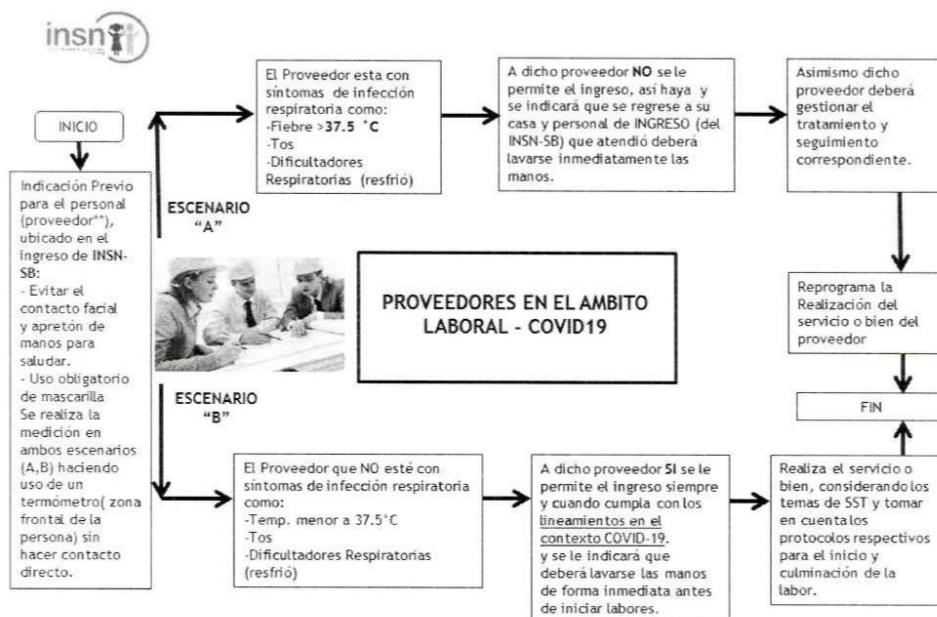 insn
INICIO
Indicación Previo
para el personal
(proveedor**),
ubicado en el
ingreso de INSN-
SB:
- Evitar el
contacto facial
y apretón de
manos para
saludar.
- Uso obligatorio
de mascarilla
Se realiza la
medición en
ambos escenarios
(A,B) haciendo
uso de un
termómetro( zona
frontal de la
persona) sin
hacer contacto
directo.
ESCENARIO
"A"
El Proveedor esta con
síntomas de infección
respiratoria como:
-Fiebre >37.5 °C
-Tos
-Dificultadores
Respiratorias (resfrió)
A dicho proveedor NO se le
permite el ingreso, así haya y
se indicará que se regrese a su
casa y personal de INGRESO (del
INSN-SB) que atendió deberá
lavarse inmediatamente las
manos.
Asimismo dicho
proveedor deberá
gestionar el
tratamiento y
seguimiento
correspondiente.
Reprograma la
Realización del
servicio o bien del
proveedor
FIN
PROVEEDORES EN EL AMBITO
LABORAL - COVID19
ESCENARIO
"B"
El Proveedor que NO esté con
síntomas de infección respiratoria
como:
-Temp. menor a 37.5°C
-Tos
-Dificultadores Respiratorias
(resfrió)
A dicho proveedor SI se le
permite el ingreso siempre
y cuando cumpla con los
lineamientos en el
contexto COVID-19.
y se le indicará que
deberá lavarse las manos
de forma inmediata antes
de iniciar labores.
Realiza el servicio o
bien, considerando los
temas de SST y tomar
en cuenta los
protocolos respectivos
para el inicio y
culminación de la
labor.